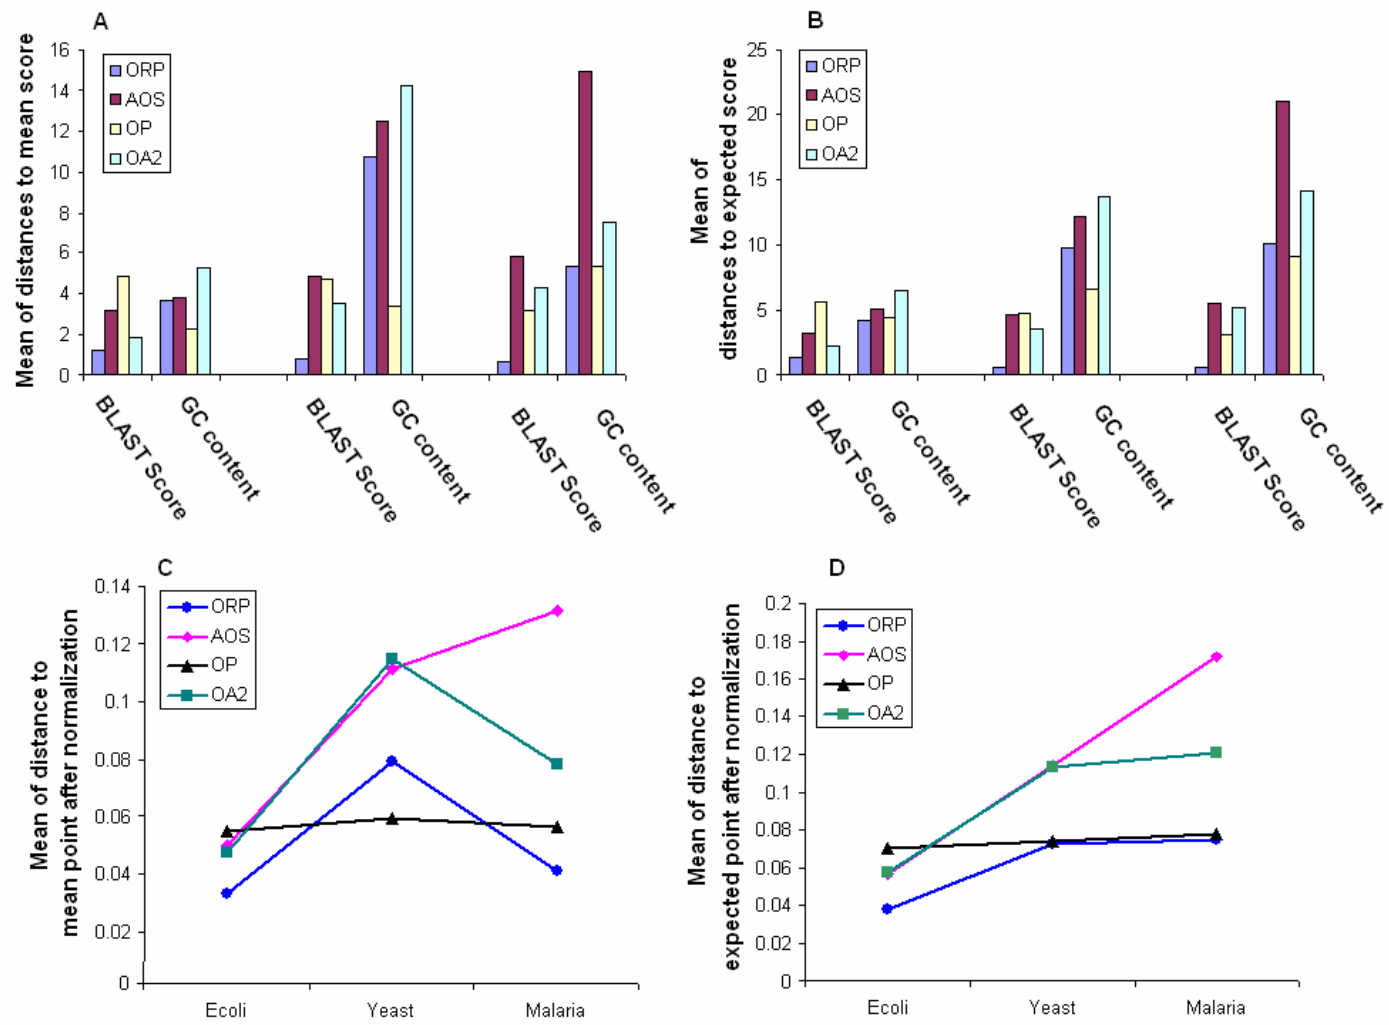 A
Mean of distances to mean score
16
14
12
10
8
6
4
2
0
ORP
AOS
OP
OA2
BLAST Score
GC content
BLAST Score
GC content
BLAST Score
GC content
B
Mean of
distances to expected score
25
20
15
10
5
0
ORP
AOS
OP
OA2
BLAST Score
GC content
BLAST Score
GC content
BLAST Score
GC content
C
Mean of distance to
mean point after normalization
0.14
0.12
0.1
0.08
0.06
0.04
0.02
0
ORP
AOS
OP
OA2
Ecoli
Yeast
Malaria
D
Mean of distance to
expected point after normalization
0.2
0.18
0.16
0.14
0.12
0.1
0.08
0.06
0.04
0.02
0
ORP
AOS
OP
OA2
Ecoli
Yeast
Malaria